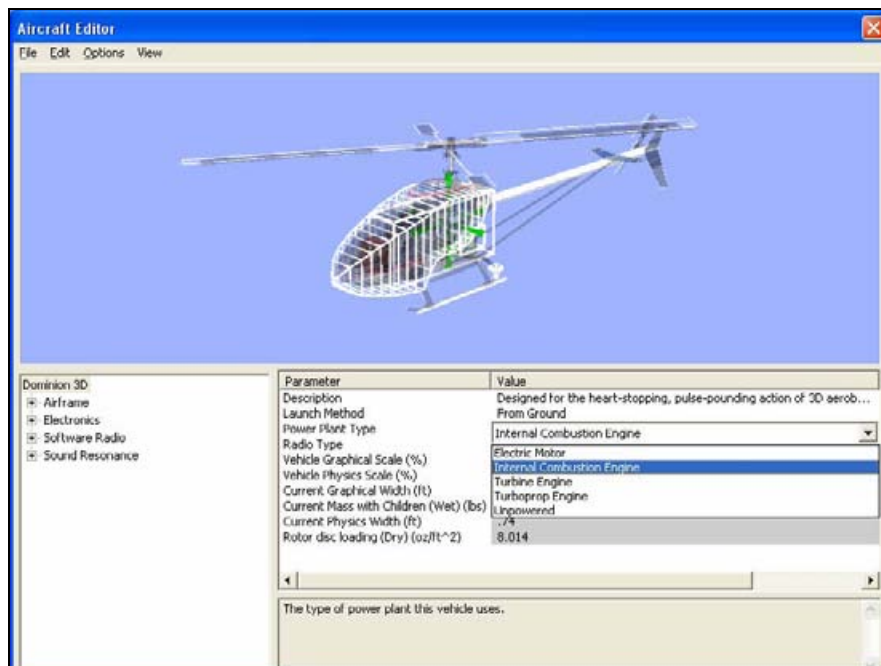 Aircraft Editor
File Edit Options View
Dominion 3D
Airframe
Electronics
Software Radio
Sound Resonance
Parameter Value
Description Designed for the heart-stopping, pulse-pounding action of 3D aerob...
Launch Method From Ground
Power Plant Type Internal Combustion Engine
Radio Type
Electric Motor
Vehicle Graphical Scale (%) Internal Combustion Engine
Vehicle Physics Scale (%) Turbine Engine
Current Graphical Width (ft) Turboprop Engine
Current Mass with Children (Wet) (lbs) Unpowered
Current Physics Width (ft) .74
Rotor disc loading (Dry) (oz/ft^2) 8.014
The type of power plant this vehicle uses.